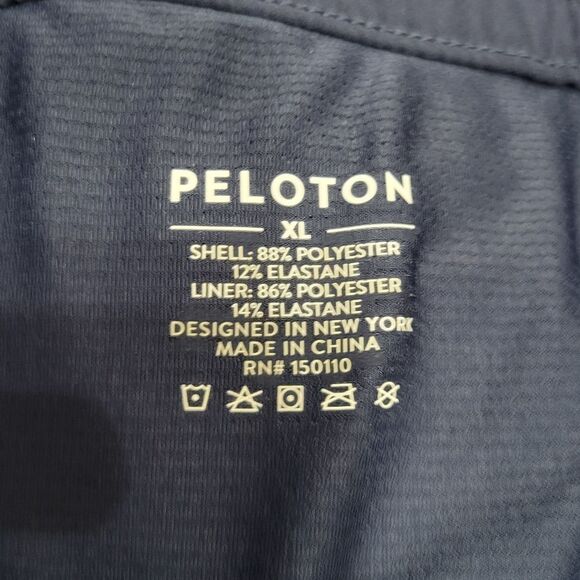 PELOTON
XL
SHELL: 88% POLYESTER
12% ELASTANE
LINER: 86% POLYESTER
14% ELASTANE
DESIGNED IN NEW YORK
MADE IN CHINA
RN# 150110